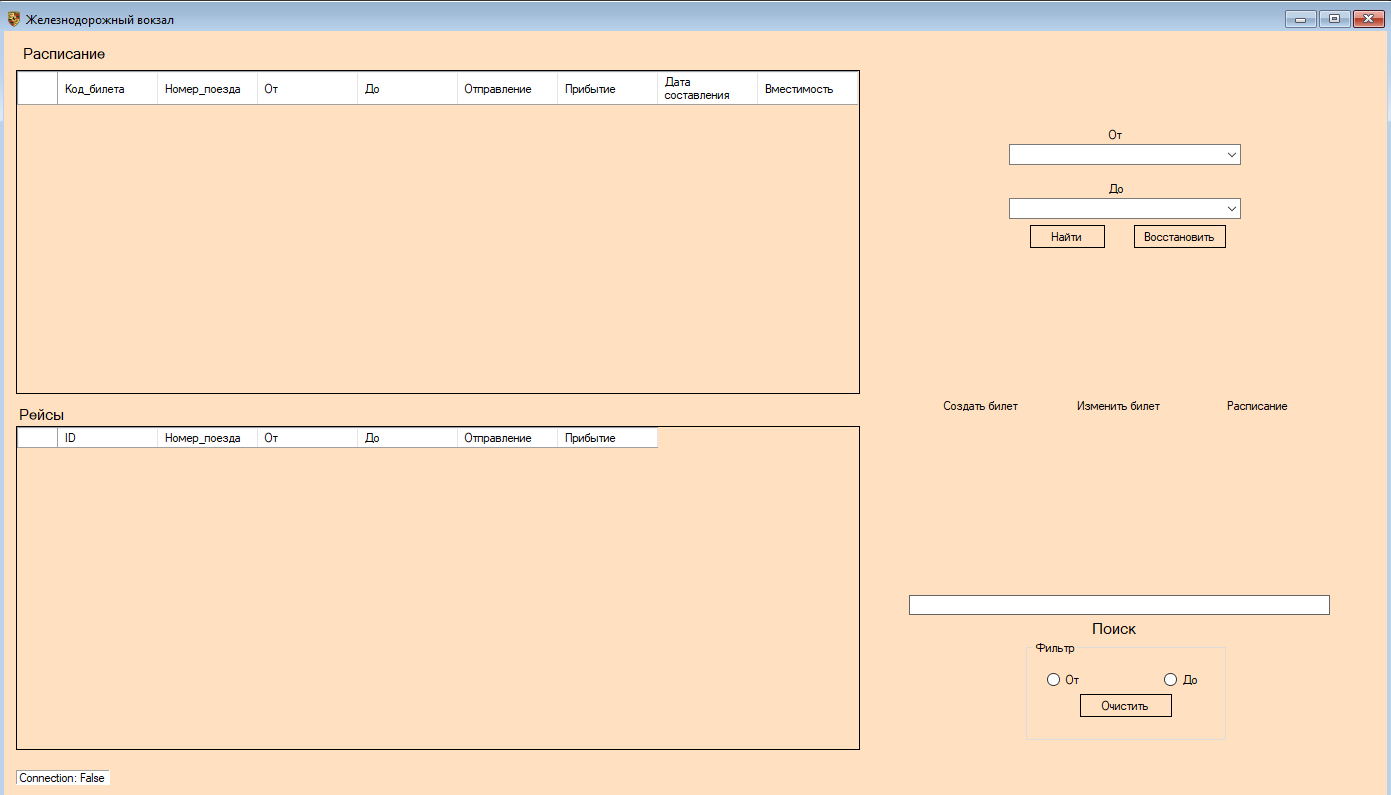 Железнодорожный вокзал
Расписание
Код_билета Номер_поезда От До Отправление Прибытие Дата составления Вместимость
От
До
Найти Восстановить
Создать билет Изменить билет Расписание
Рейсы
ID Номер_поезда От До Отправление Прибытие
Поиск
Фильтр
От До
Очистить
Connection: False